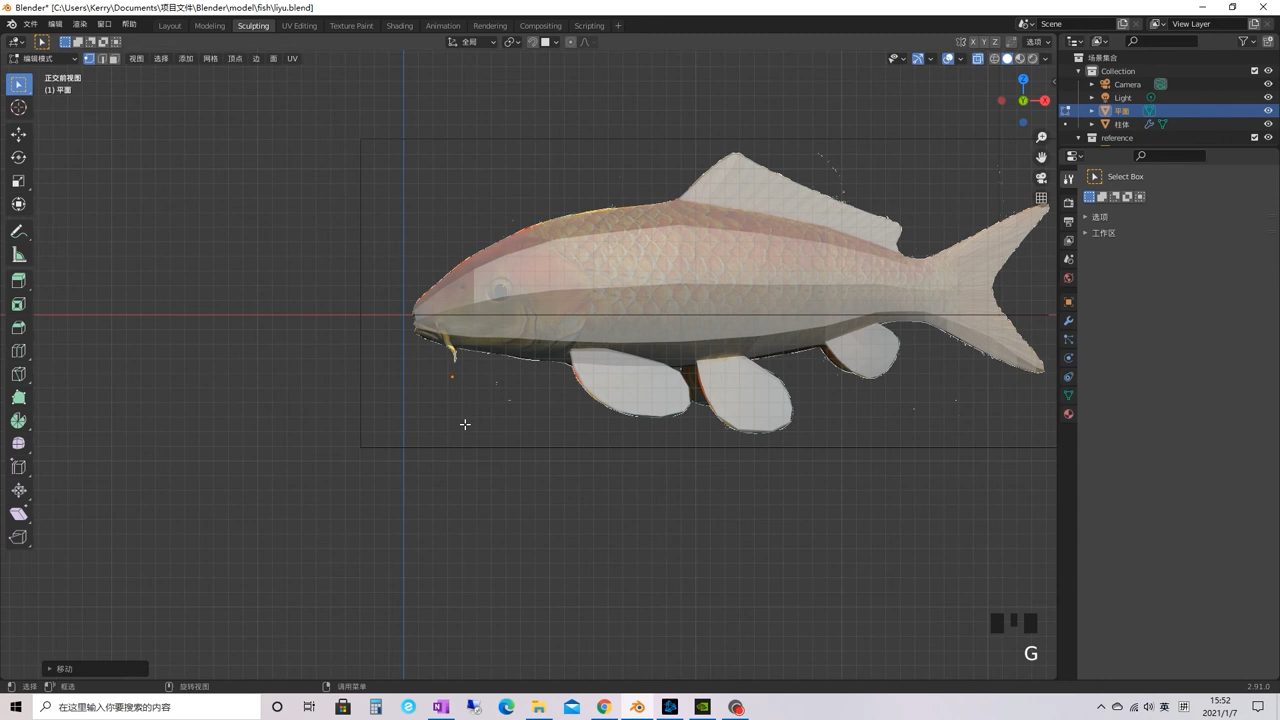 Blender* [C:\Users\Kerry\Documents\项目文件\Blender\model\fish\liyu.blend]
文件 编辑 渲染 窗口 帮助 Layout Modeling Sculpting UV Editing Texture Paint Shading Animation Rendering Compositing Scripting + Scene View Layer
全局 X Y Z 选项
编辑模式 视图 选择 添加 网格 顶点 边 面 UV
正交前视图
(1) 平面
Z
Y
X
场景集合
Collection
Camera
Light
平面
柱体
reference
Select Box
选项
工作区
G
移动
选择 框选 旋转视图 调用菜单 2.91.0
在这里输入你要搜索的内容
英 拼
15:52
2021/1/7